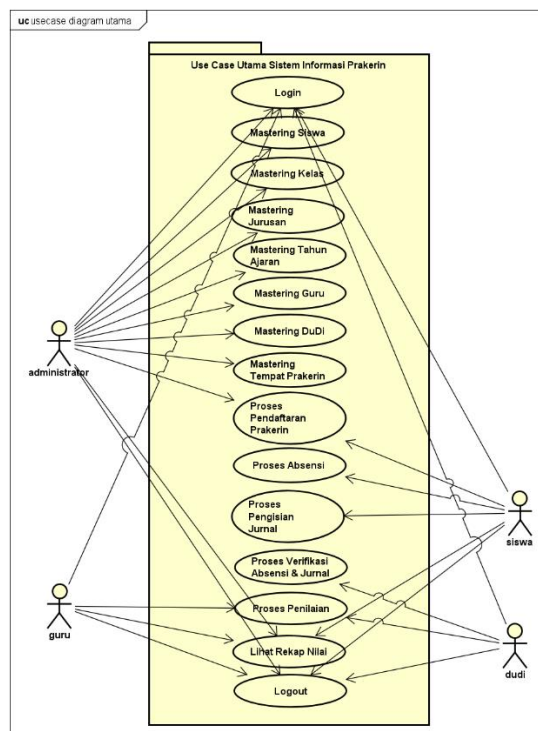 uc usecase diagram utama
Use Case Utama Sistem Informasi Prakerin
Login
Mastering Siswa
Mastering Kelas
Mastering
Jurusan
Mastering Tahun
Ajaran
Mastering Guru
Mastering DuDi
Mastering
Tempat Prakerin
Proses
Pendaftaran
Prakerin
Proses Absensi
Proses
Pengisian
Jurnal
Proses Verifikasi
Absensi & Jurnal
Proses Penilaian
Lihat Rekap Nilai
Logout
administrator
guru
siswa
dudi